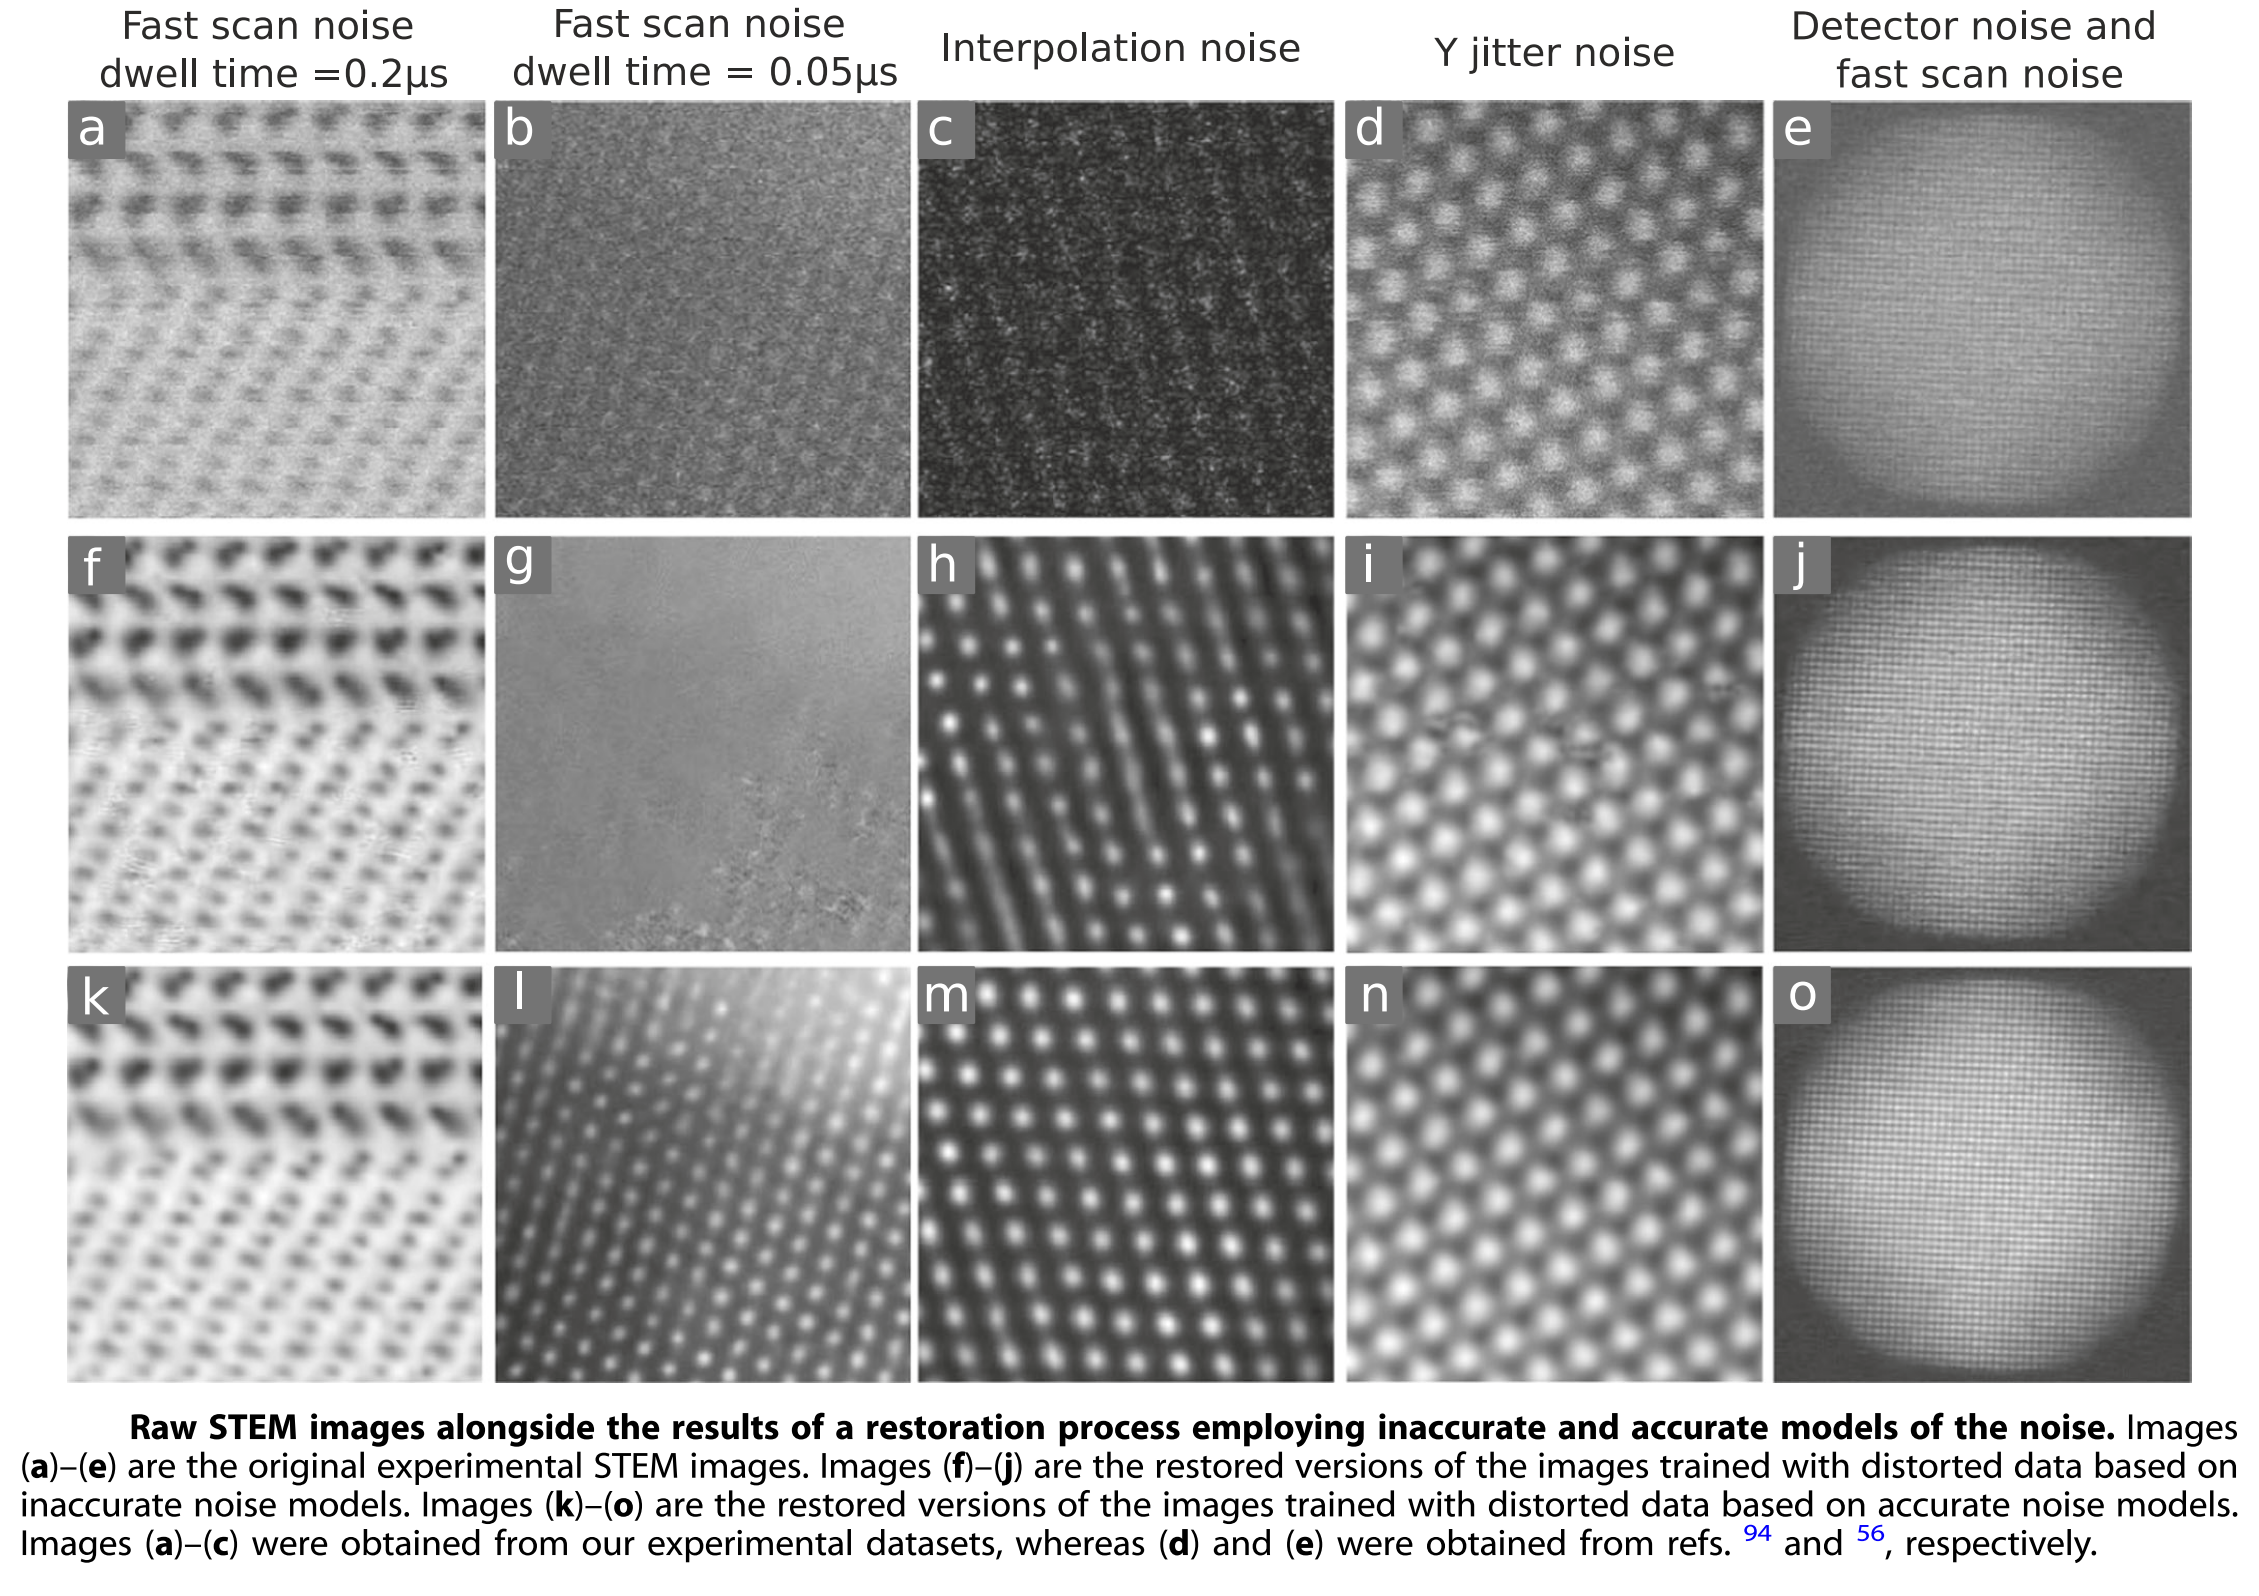 Fast scan noise
dwell time =0.2µs
Fast scan noise
dwell time = 0.05µs
Interpolation noise
Y jitter noise
Detector noise and
fast scan noise
a
b
c
d
e
f
g
h
i
j
k
l
m
n
o
Raw STEM images alongside the results of a restoration process employing inaccurate and accurate models of the noise. Images
(a)–(e) are the original experimental STEM images. Images (f)–(j) are the restored versions of the images trained with distorted data based on
inaccurate noise models. Images (k)–(o) are the restored versions of the images trained with distorted data based on accurate noise models.
Images (a)–(c) were obtained from our experimental datasets, whereas (d) and (e) were obtained from refs. 94 and 56, respectively.